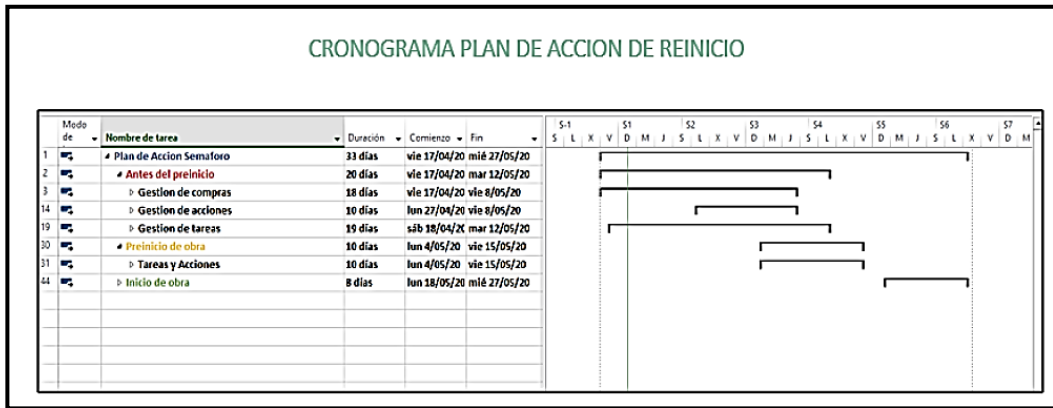 CRONOGRAMA PLAN DE ACCION DE REINICIO
Modo de Nombre de tarea Duración Comienzo Fin
S-1 S1 S2 S3 S4 S5 S6 S7
S L X V D M J S L X V D M J S L X V D M J S L X V D M
1 Plan de Accion Semaforo 33 días vie 17/04/20 mié 27/05/20
2 Antes del preinicio 20 días vie 17/04/20 mar 12/05/20
3 Gestion de compras 18 días vie 17/04/20 vie 8/05/20
14 Gestion de acciones 10 días lun 27/04/20 vie 8/05/20
19 Gestion de tareas 19 días sáb 18/04/20 mar 12/05/20
30 Preinicio de obra 10 días lun 4/05/20 vie 15/05/20
31 Tareas y Acciones 10 días lun 4/05/20 vie 15/05/20
44 Inicio de obra 8 días lun 18/05/20 mié 27/05/20